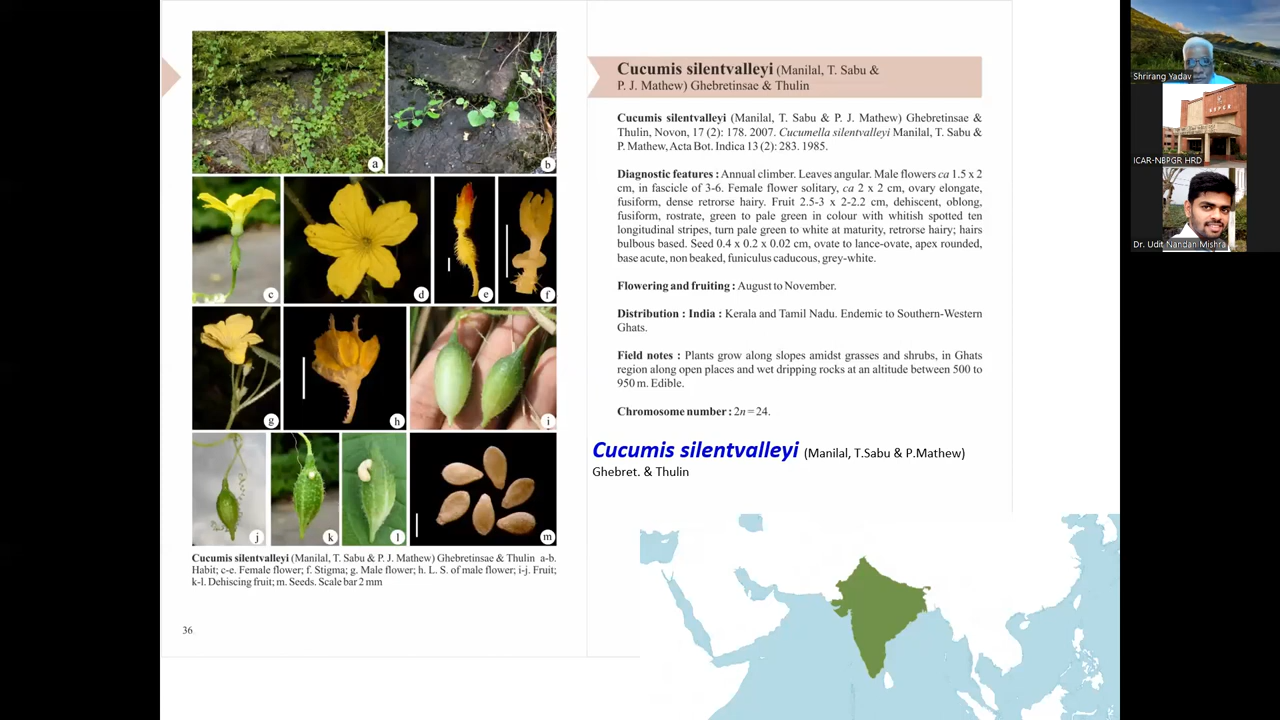 a
b
c
d
e
f
g
h
i
j
k
l
m
Cucumis silentvalleyi (Manilal, T. Sabu & P. J. Mathew) Ghebretinsae & Thulin a-b.
Habit; c-e. Female flower; f. Stigma; g. Male flower; h. L. S. of male flower; i-j. Fruit;
k-l. Dehiscing fruit; m. Seeds. Scale bar 2 mm
36
Cucumis silentvalleyi (Manilal, T. Sabu &
P. J. Mathew) Ghebretinsae & Thulin
Cucumis silentvalleyi (Manilal, T. Sabu & P. J. Mathew) Ghebretinsae &
Thulin, Novon, 17 (2): 178. 2007. Cucumella silentvalleyi Manilal, T. Sabu &
P. Mathew, Acta Bot. Indica 13 (2): 283. 1985.
Diagnostic features : Annual climber. Leaves angular. Male flowers ca 1.5 x 2
cm, in fascicle of 3-6. Female flower solitary, ca 2 x 2 cm, ovary elongate,
fusiform, dense retrorse hairy. Fruit 2.5-3 x 2-2.2 cm, dehiscent, oblong,
fusiform, rostrate, green to pale green in colour with whitish spotted ten
longitudinal stripes, turn pale green to white at maturity, retrorse hairy; hairs
bulbous based. Seed 0.4 x 0.2 x 0.02 cm, ovate to lance-ovate, apex rounded,
base acute, non beaked, funiculus caducous, grey-white.
Flowering and fruiting : August to November.
Distribution : India : Kerala and Tamil Nadu. Endemic to Southern-Western
Ghats.
Field notes : Plants grow along slopes amidst grasses and shrubs, in Ghats
region along open places and wet dripping rocks at an altitude between 500 to
950 m. Edible.
Chromosome number : 2n = 24.
Cucumis silentvalleyi (Manilal, T.Sabu & P.Mathew)
Ghebret. & Thulin
Shrirang Yadav
ICAR-NBPGR HRD
Dr. Udit Nandan Mishra